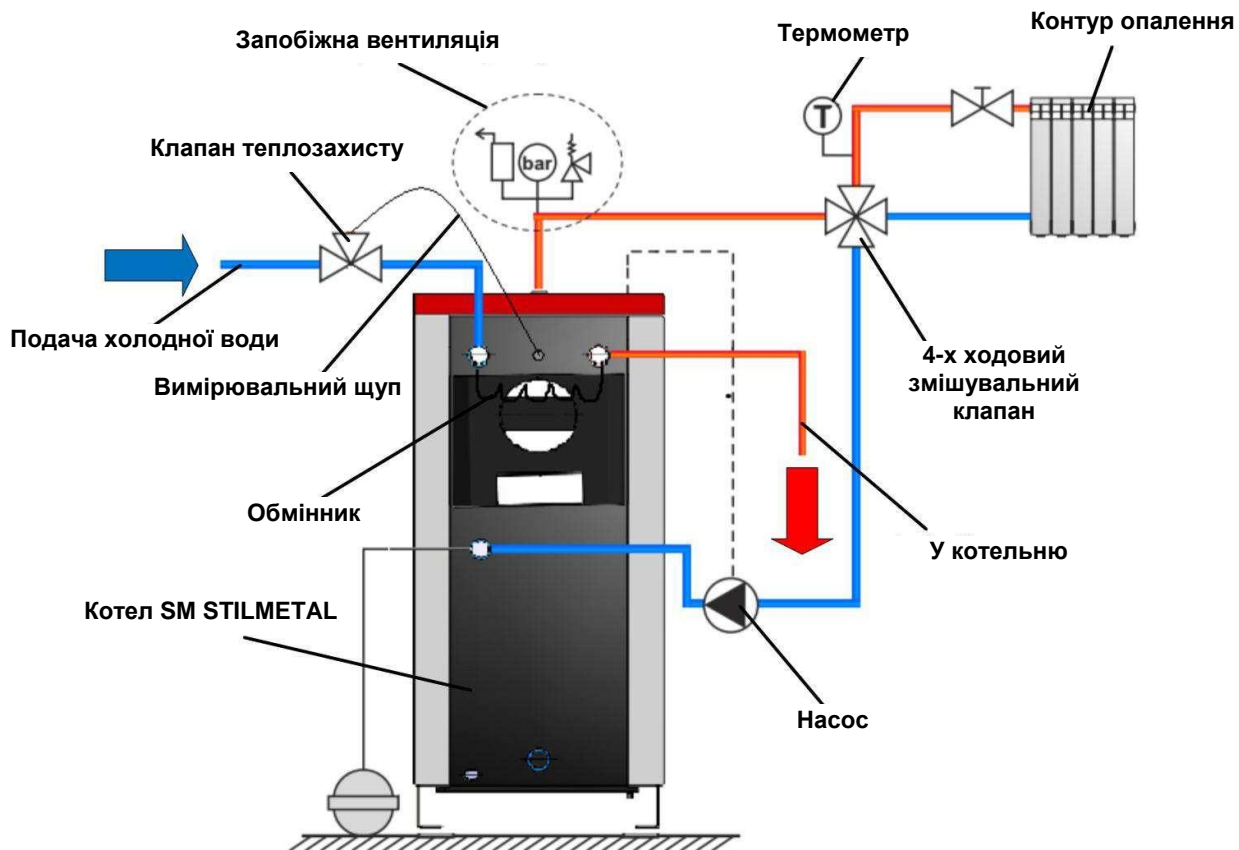 Контур опалення
Термометр
Запобіжна вентиляція
T
Клапан теплозахисту
bar
Подача холодної води
Вимірювальний щуп
4-х ходовий
змішувальний
клапан
Обмінник
У котельню
Котел SM STILMETAL
Насос